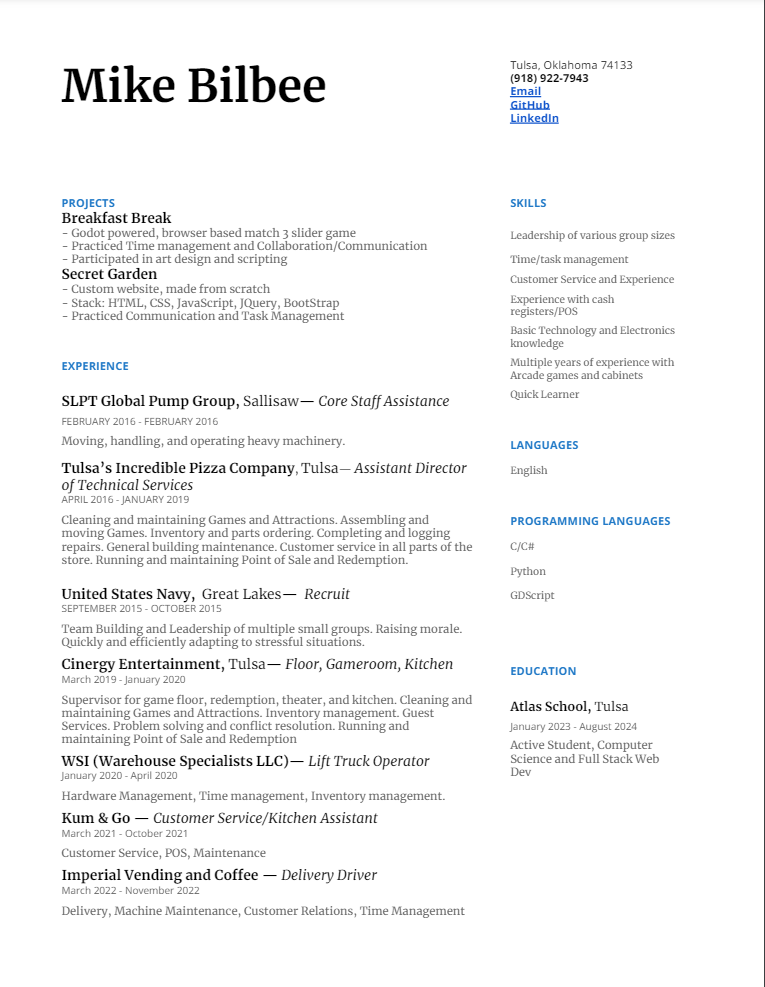 Mike Bilbee
Tulsa, Oklahoma 74133
(918) 922-7943
Email
GitHub
LinkedIn
PROJECTS
Breakfast Break
- Godot powered, browser based match 3 slider game
- Practiced Time management and Collaboration/Communication
- Participated in art design and scripting
Secret Garden
- Custom website, made from scratch
- Stack: HTML, CSS, JavaScript, JQuery, BootStrap
- Practiced Communication and Task Management
EXPERIENCE
SLPT Global Pump Group, Sallisaw— Core Staff Assistance
FEBRUARY 2016 - FEBRUARY 2016
Moving, handling, and operating heavy machinery.
Tulsa’s Incredible Pizza Company, Tulsa— Assistant Director
of Technical Services
APRIL 2016 - JANUARY 2019
Cleaning and maintaining Games and Attractions. Assembling and
moving Games. Inventory and parts ordering. Completing and logging
repairs. General building maintenance. Customer service in all parts of the
store. Running and maintaining Point of Sale and Redemption.
United States Navy,  Great Lakes—  Recruit
SEPTEMBER 2015 - OCTOBER 2015
Team Building and Leadership of multiple small groups. Raising morale.
Quickly and efficiently adapting to stressful situations.
Cinergy Entertainment, Tulsa— Floor, Gameroom, Kitchen
March 2019 - January 2020
Supervisor for game floor, redemption, theater, and kitchen. Cleaning and
maintaining Games and Attractions. Inventory management. Guest
Services. Problem solving and conflict resolution. Running and
maintaining Point of Sale and Redemption
WSI (Warehouse Specialists LLC)— Lift Truck Operator
January 2020 - April 2020
Hardware Management, Time management, Inventory management.
Kum & Go — Customer Service/Kitchen Assistant
March 2021 - October 2021
Customer Service, POS, Maintenance
Imperial Vending and Coffee — Delivery Driver
March 2022 - November 2022
Delivery, Machine Maintenance, Customer Relations, Time Management
SKILLS
Leadership of various group sizes
Time/task management
Customer Service and Experience
Experience with cash
registers/POS
Basic Technology and Electronics
knowledge
Multiple years of experience with
Arcade games and cabinets
Quick Learner
LANGUAGES
English
PROGRAMMING LANGUAGES
C/C#
Python
GDScript
EDUCATION
Atlas School, Tulsa
January 2023 - August 2024
Active Student, Computer
Science and Full Stack Web
Dev